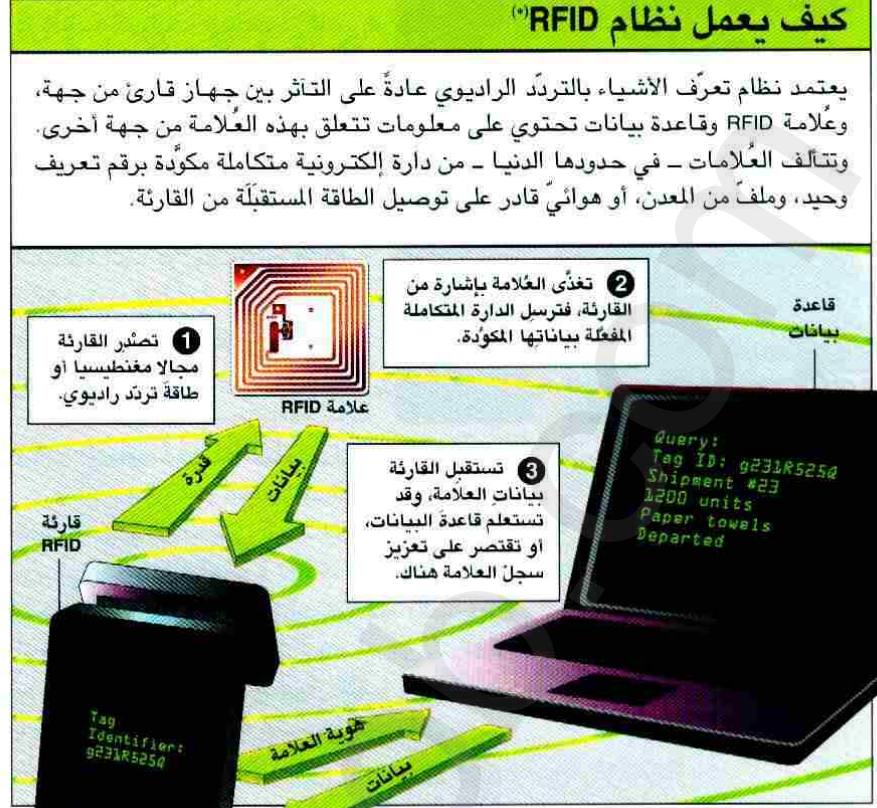 كيف يعمل نظام RFID(*)
يعتمد نظام تعرّف الأشياء بالتردّد الراديوي عادةً على التآثر بين جهاز قارئ من جهة،
وعُلامة RFID وقاعدة بيانات تحتوي على معلومات تتعلق بهذه العُلامة من جهة أخرى.
وتتألف العُلامات ـ في حدودها الدنيا ـ من دارة إلكترونية متكاملة مكوَّدة برقم تعريف
وحيد، وملفّ من المعدن، أو هوائيّ قادر على توصيل الطاقة المستقبَلَة من القارئة.
1 تصدِر القارئة
مجالا مغنطيسيا أو
طاقةَ تردّد راديوي.
علامة RFID
2 تغذَّى العُلامة بإشارة من
القارئة، فترسِل الدارة المتكاملة
المفعَّلة بياناتِها المكوَّدة.
قاعدة
بيانات
قدرة
بيانات
3 تستقبِل القارئة
بياناتِ العلاّمة، وقد
تستعلم قاعدةَ البيانات،
أو تقتصر على تعزيز
سجلّ العلامة هناك.
Query:
Tag ID: g231R525Q
Shipment #23
1200 units
Paper towels
Departed
قارئة
RFID
Tag
Identifier:
g231R525Q
هوية العلامة
بيانات